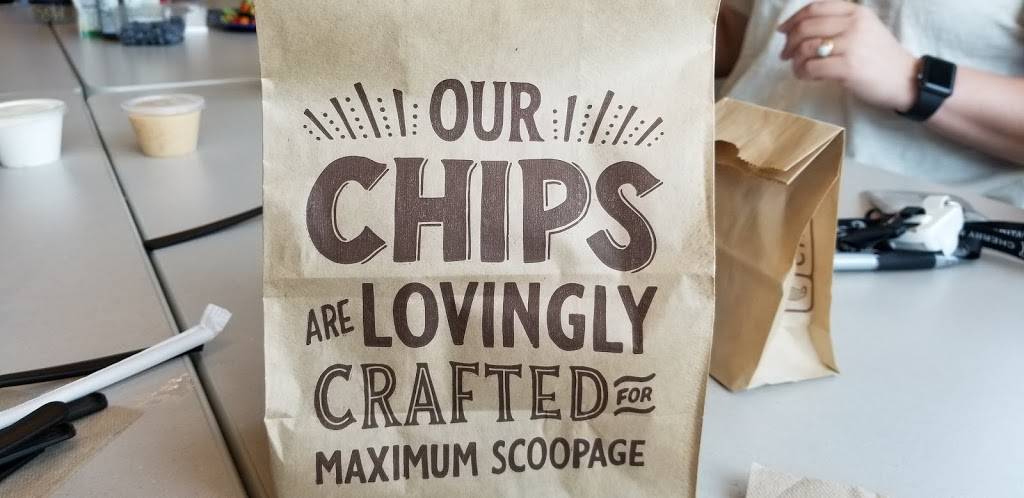 OUR
CHIPS
ARE LOVINGLY
CRAFTED FOR
MAXIMUM SCOOPAGE